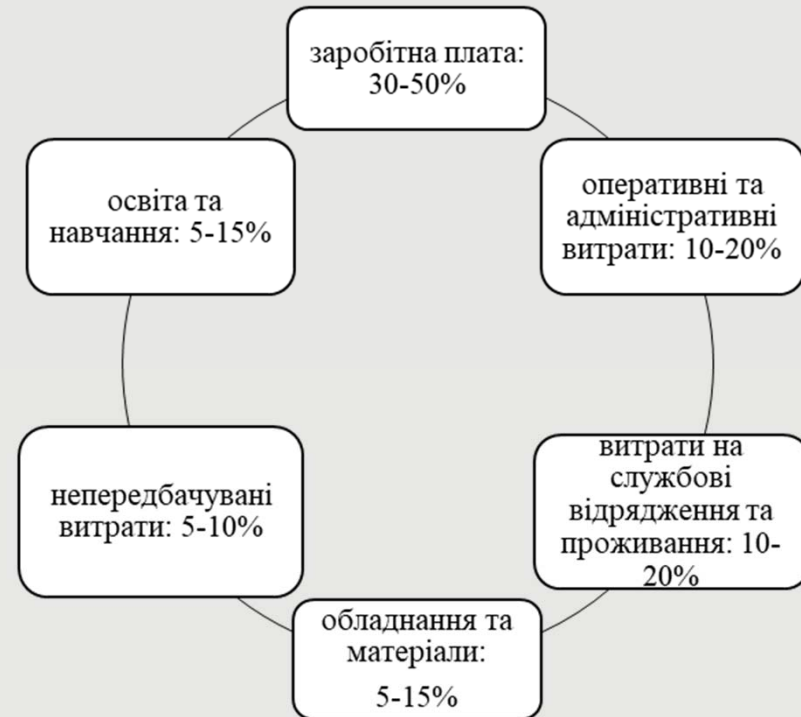 заробітна плата:
30-50%
оперативні та
адміністративні
витрати: 10-20%
витрати на
службові
відрядження та
проживання: 10-
20%
обладнання та
матеріали:
5-15%
непередбачувані
витрати: 5-10%
освіта та
навчання: 5-15%